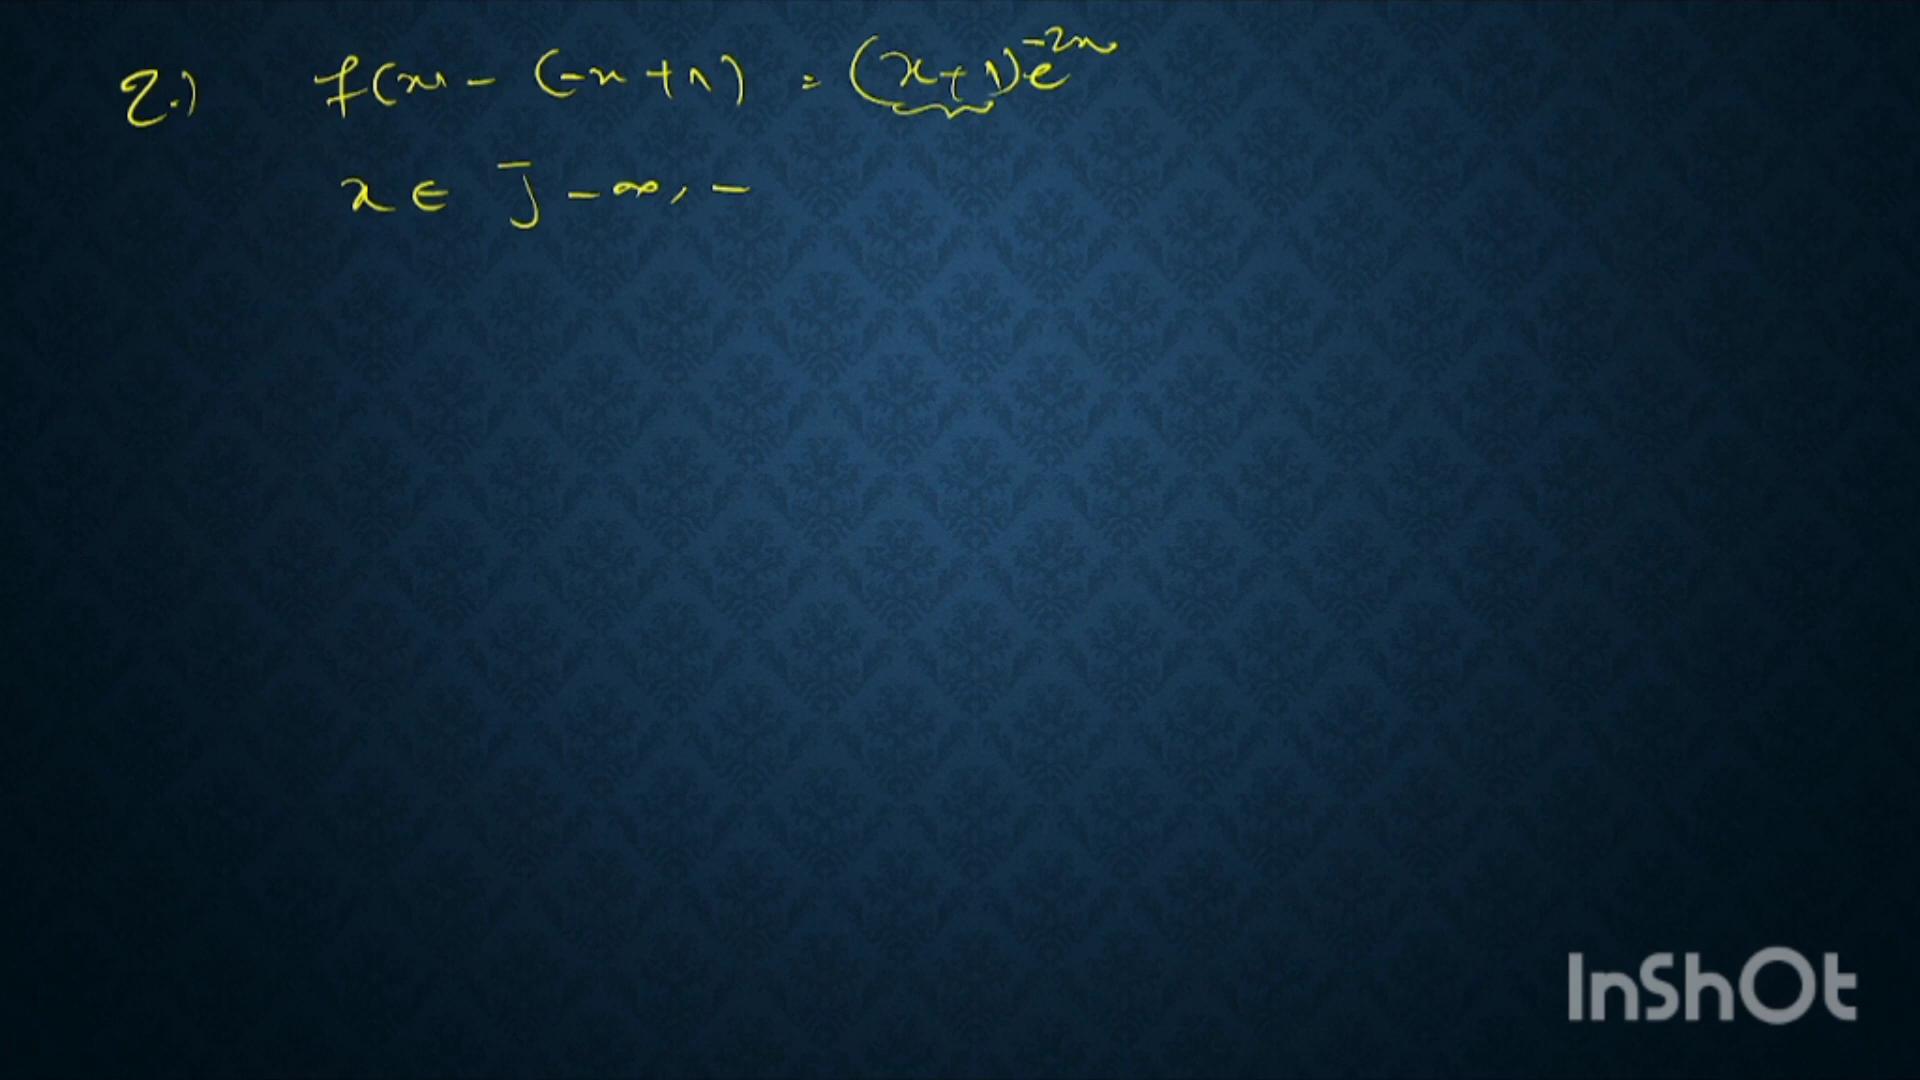 2.) f(x) - (-x+1) = (x+1)e^{-2x}
x ∈ ]-∞, -
InShOt